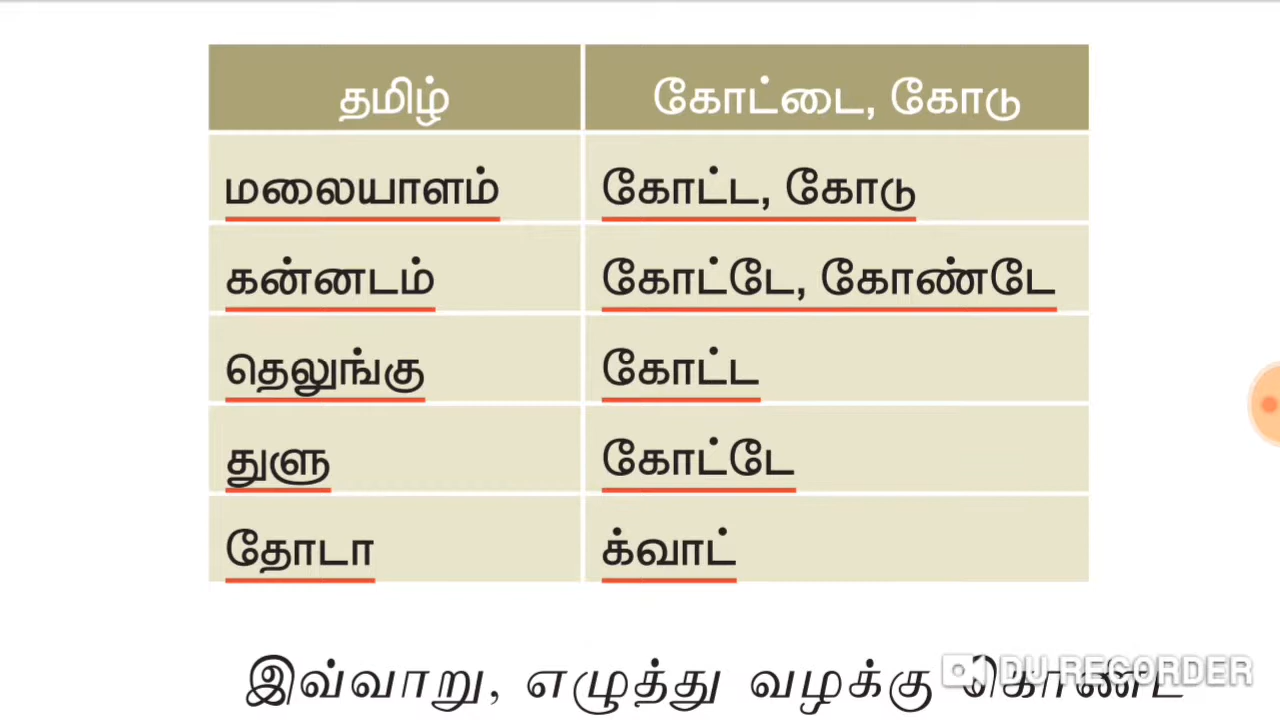 தமிழ் கோட்டை, கோடு
மலையாளம் கோட்ட, கோடு
கன்னடம் கோட்டே, கோண்டே
தெலுங்கு கோட்ட
துளு கோட்டே
தோடா க்வாட்
இவ்வாறு, எழுத்து வழக்கு கொண்ட
DU RECORDER